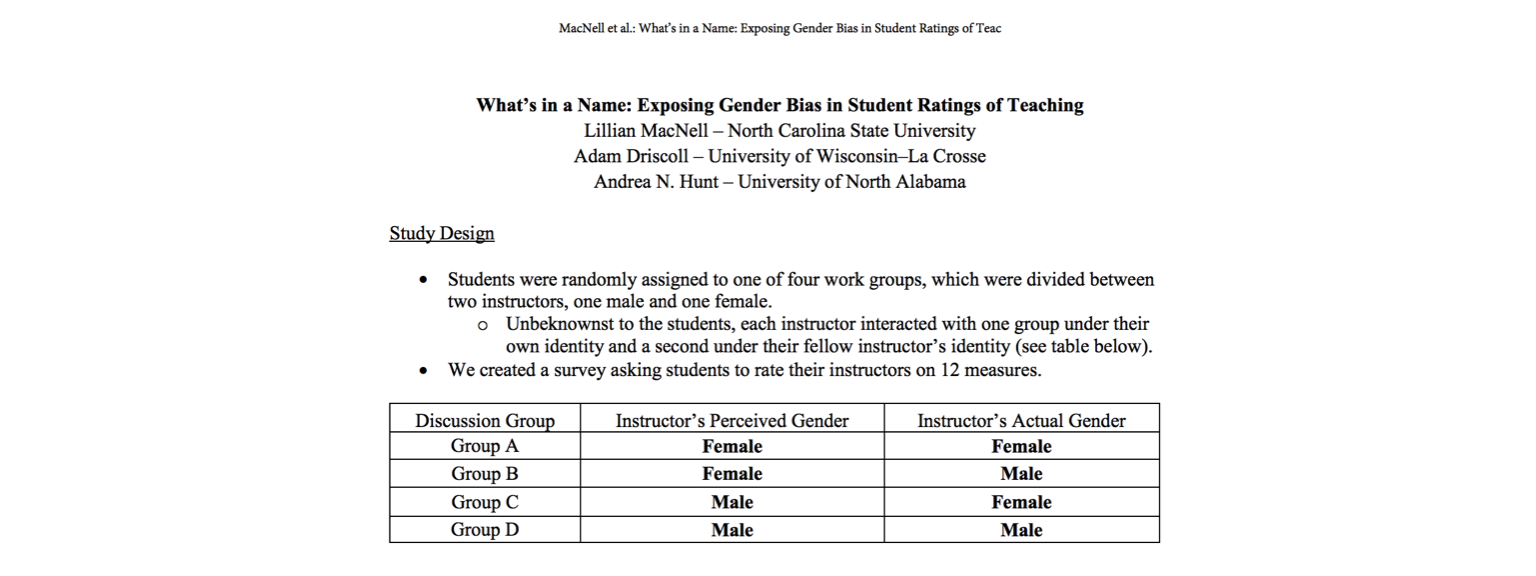 MacNell et al.: What's in a Name: Exposing Gender Bias in Student Ratings of Teac
What's in a Name: Exposing Gender Bias in Student Ratings of Teaching
Lillian MacNell – North Carolina State University
Adam Driscoll – University of Wisconsin–La Crosse
Andrea N. Hunt – University of North Alabama
Study Design
• Students were randomly assigned to one of four work groups, which were divided between
two instructors, one male and one female.
o Unbeknownst to the students, each instructor interacted with one group under their
own identity and a second under their fellow instructor's identity (see table below).
• We created a survey asking students to rate their instructors on 12 measures.
Discussion Group Instructor's Perceived Gender Instructor's Actual Gender
Group A Female Female
Group B Female Male
Group C Male Female
Group D Male Male